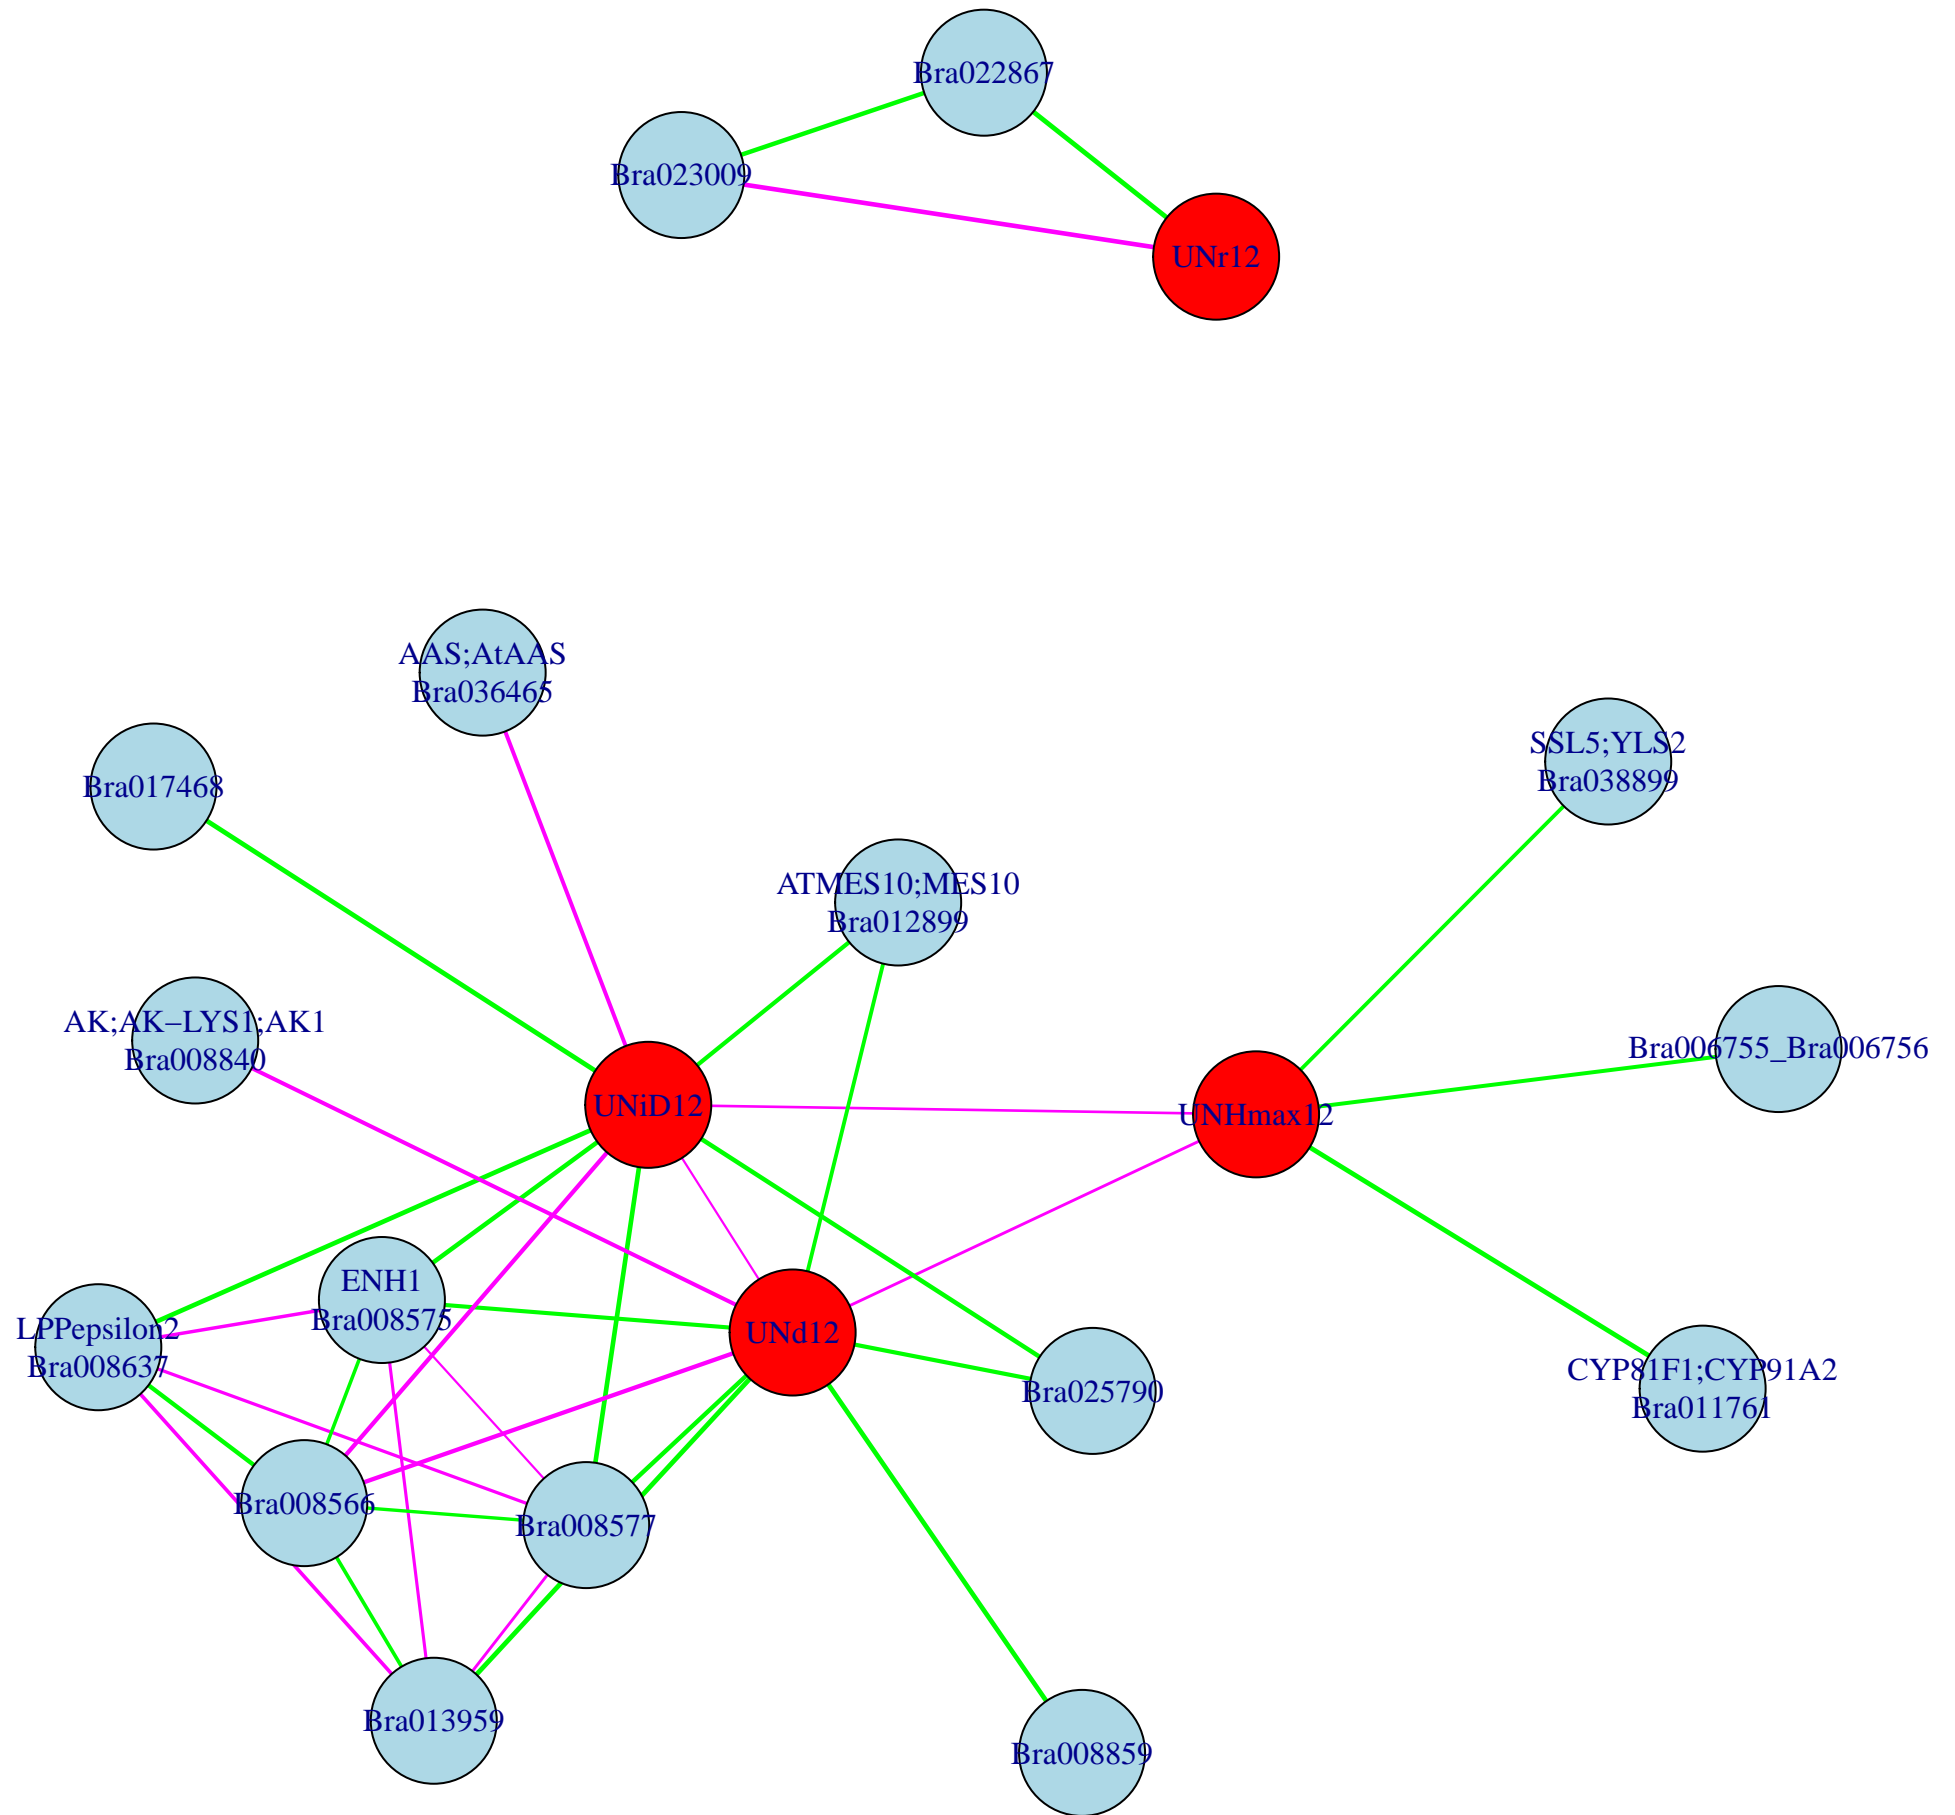 Bra022867
Bra023009
UNr12
AAS;AtAAS
Bra036465
SSL5;YLS2
Bra038899
Bra017468
ATMES10;MES10
Bra012899
AK;AK−LYS1;AK1
Bra008840
Bra006755_Bra006756
UNiD12
UNHmax12
ENH1
Bra008575
LPPepsilon2
Bra008637
UNd12
Bra025790
CYP81F1;CYP91A2
Bra011761
Bra008566
Bra008577
Bra013959
Bra008859